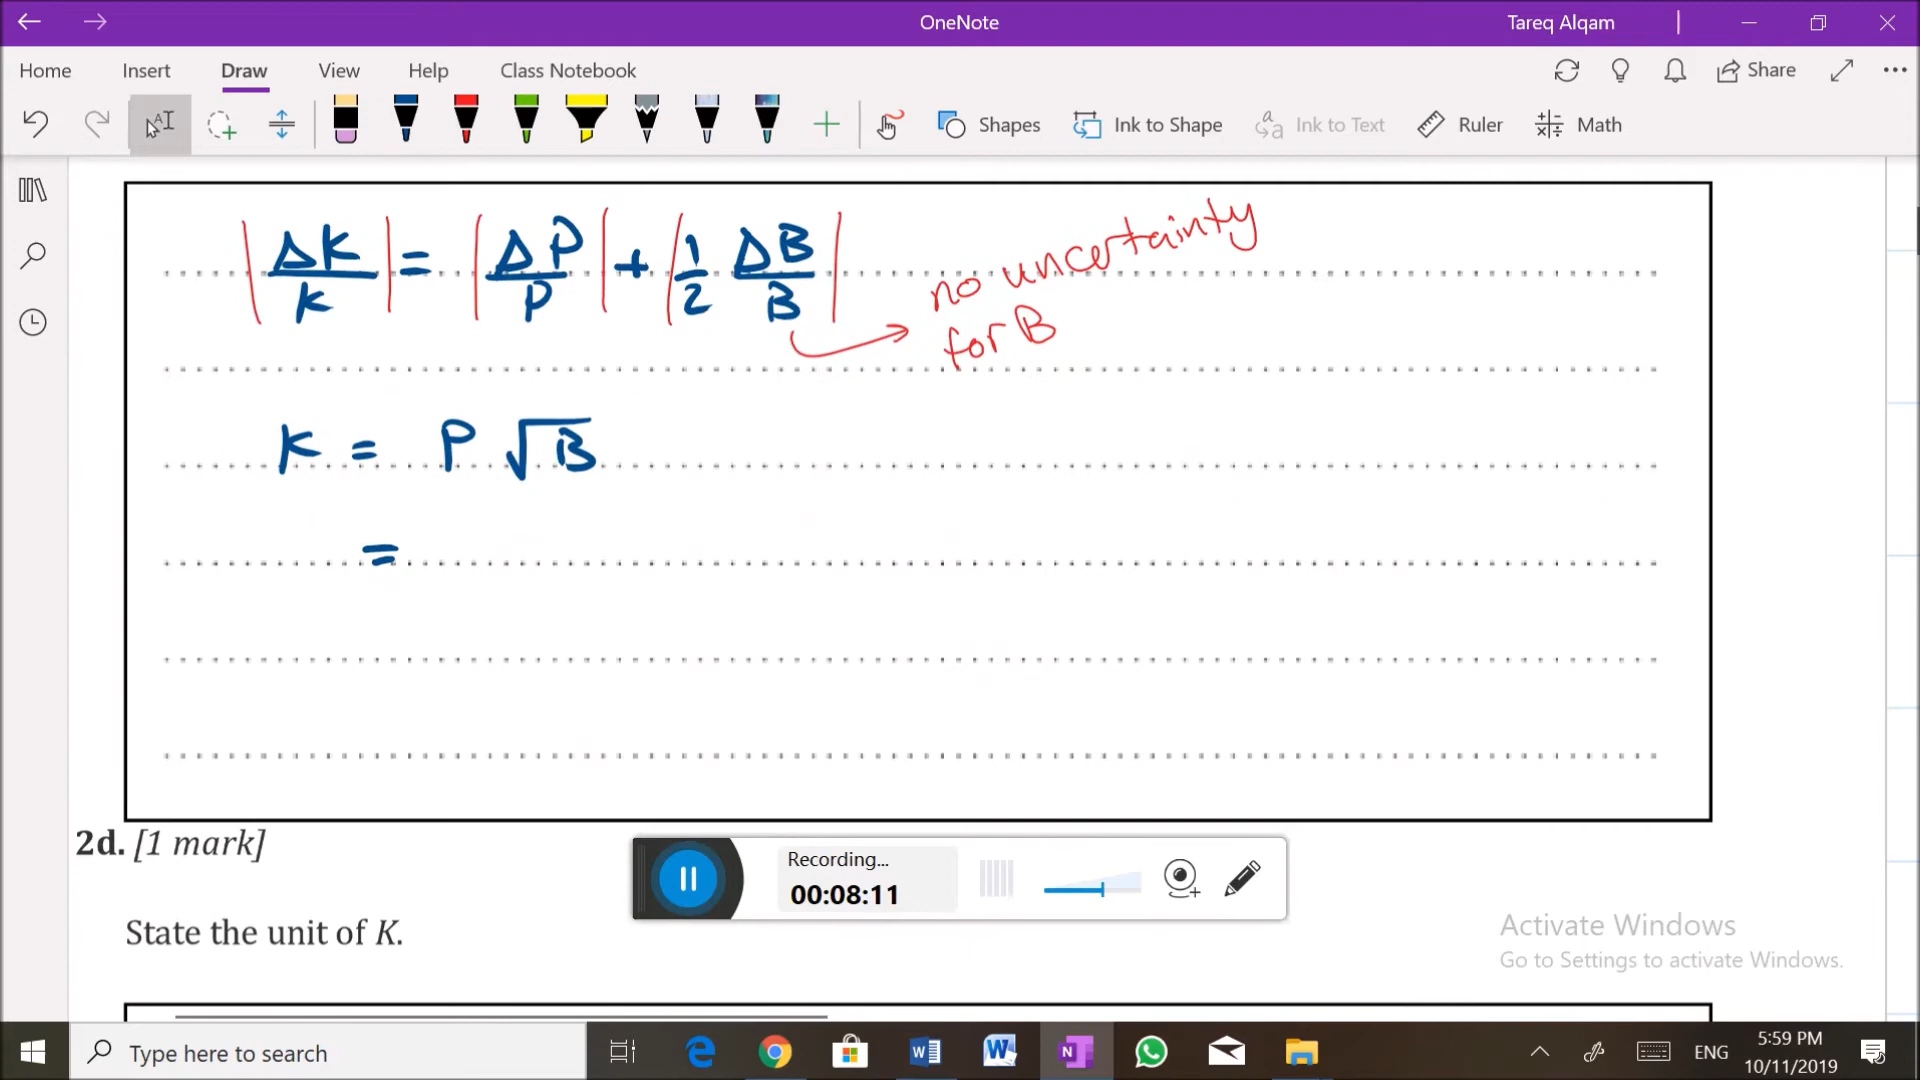 OneNote
Tareq Alqam
Home Insert Draw View Help Class Notebook Share
Shapes Ink to Shape Ink to Text Ruler Math
|ΔK/K| = |ΔP/P| + |1/2 ΔB/B|
no uncertainty
for B
K = P √B
=
2d. [1 mark]
Recording...
00:08:11
State the unit of K.
Activate Windows
Go to Settings to activate Windows.
Type here to search
ENG
5:59 PM
10/11/2019